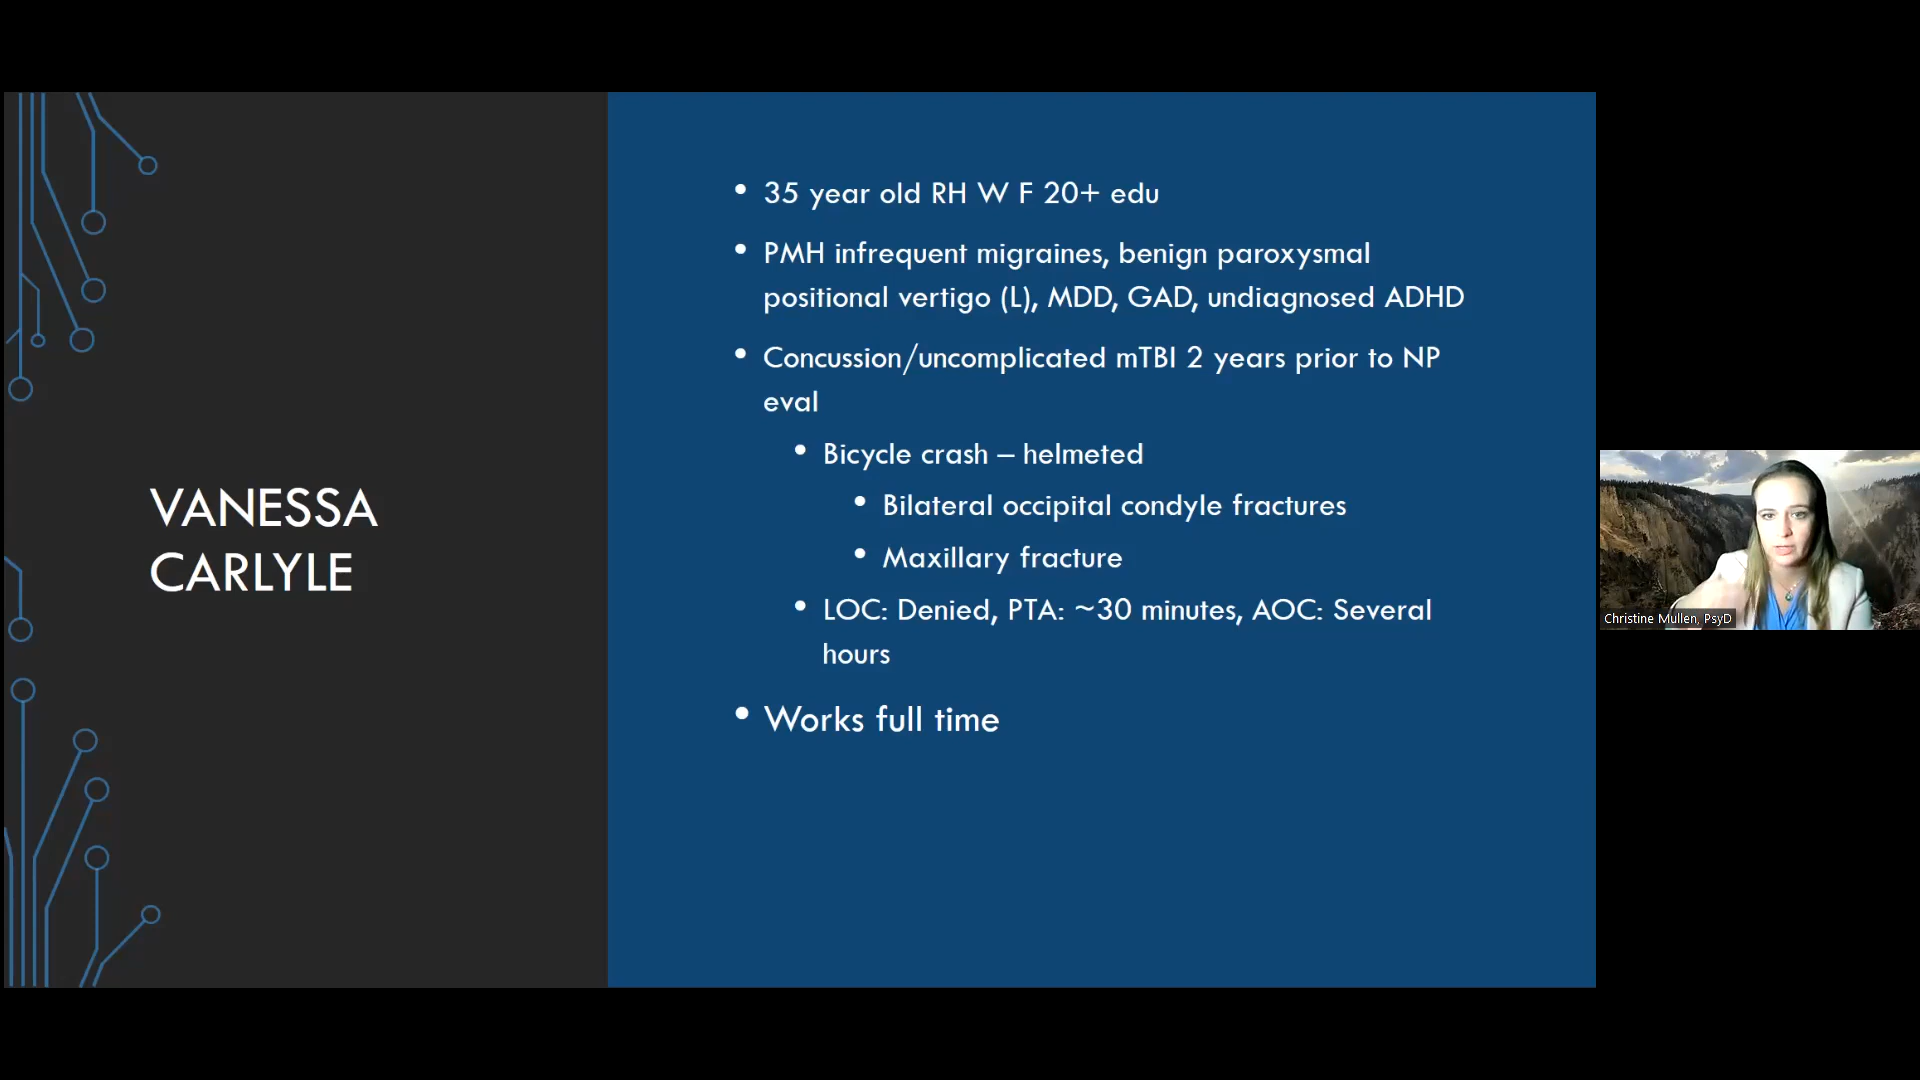 VANESSA
CARLYLE
• 35 year old RH W F 20+ edu
• PMH infrequent migraines, benign paroxysmal
positional vertigo (L), MDD, GAD, undiagnosed ADHD
• Concussion/uncomplicated mTBI 2 years prior to NP
eval
• Bicycle crash – helmeted
• Bilateral occipital condyle fractures
• Maxillary fracture
• LOC: Denied, PTA: ~30 minutes, AOC: Several
hours
• Works full time
Christine Mullen, PsyD